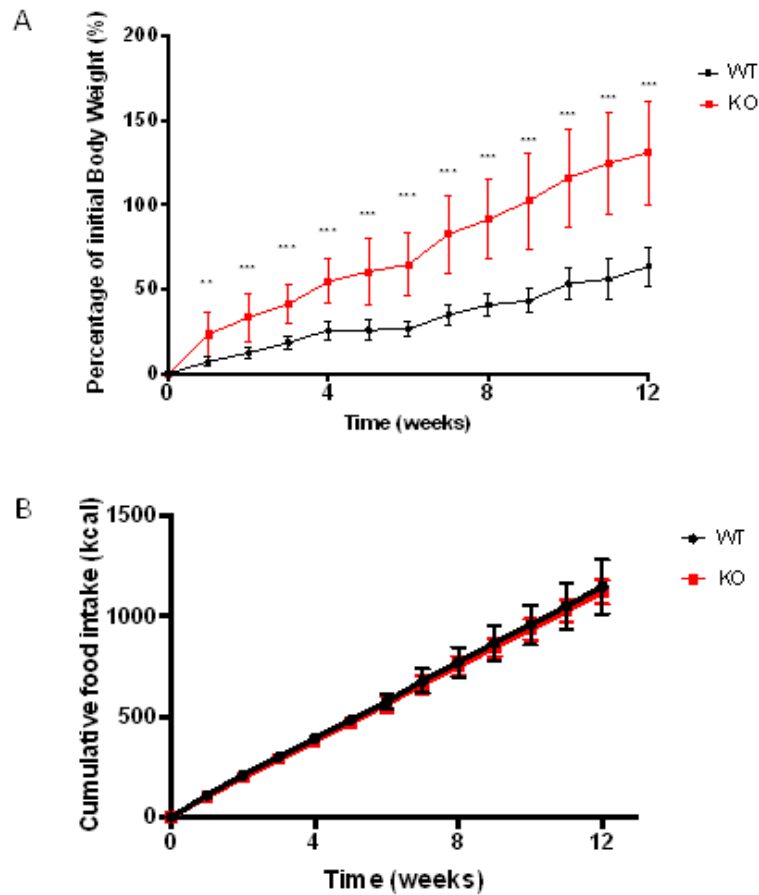 A
Percentage of initial Body Weight (%)
200
150
100
50
0
** *** *** *** *** *** *** *** *** *** *** ***
0 4 8 12
Time (weeks)
WT
KO
B
Cumulative food intake (kcal)
1500
1000
500
0
0 4 8 12
Time (weeks)
WT
KO